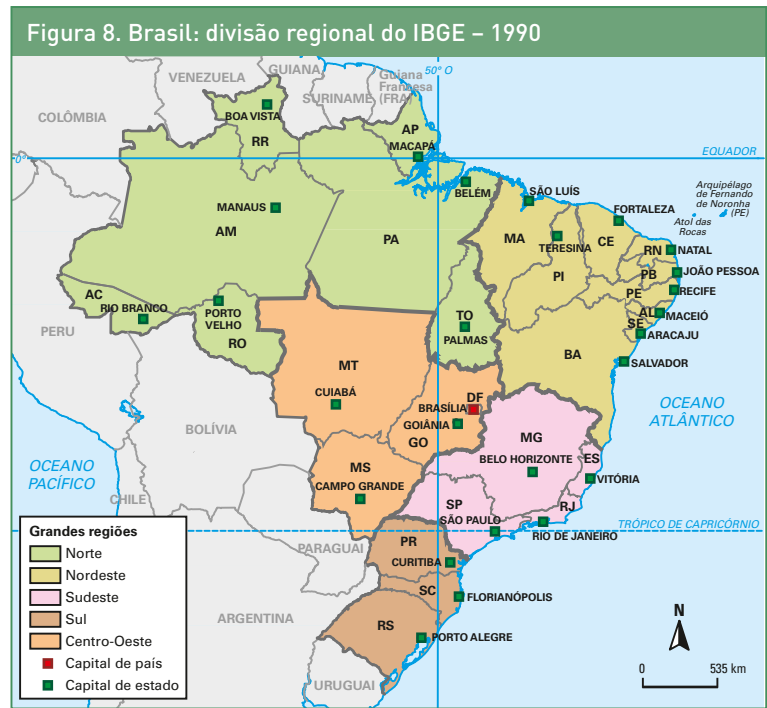 Figura 8. Brasil: divisão regional do IBGE – 1990
50° O
GUIANA
VENEZUELA
Guiana
Francesa
(FRA)
SURINAME
COLÔMBIA
BOA VISTA
RR
AP
MACAPÁ
0°
EQUADOR
BELÉM
SÃO LUÍS
Arquipélago
de Fernando
de Noronha
(PE)
Atol das
Rocas
FORTALEZA
MANAUS
AM
PA
MA
TERESINA
CE
RN
NATAL
PI
PB
JOÃO PESSOA
PE
RECIFE
AC
RIO BRANCO
PORTO
VELHO
RO
TO
PALMAS
AL
MACEIÓ
SE
ARACAJU
PERU
BA
SALVADOR
MT
CUIABÁ
DF
BRASÍLIA
GOIÂNIA
GO
OCEANO
ATLÂNTICO
BOLÍVIA
MG
BELO HORIZONTE
ES
VITÓRIA
OCEANO
PACÍFICO
MS
CAMPO GRANDE
CHILE
SP
SÃO PAULO
RJ
RIO DE JANEIRO
TRÓPICO DE CAPRICÓRNIO
PARAGUAI
PR
CURITIBA
SC
FLORIANÓPOLIS
ARGENTINA
RS
PORTO ALEGRE
URUGUAI
Grandes regiões
Norte
Nordeste
Sudeste
Sul
Centro-Oeste
Capital de país
Capital de estado
N
0 535 km